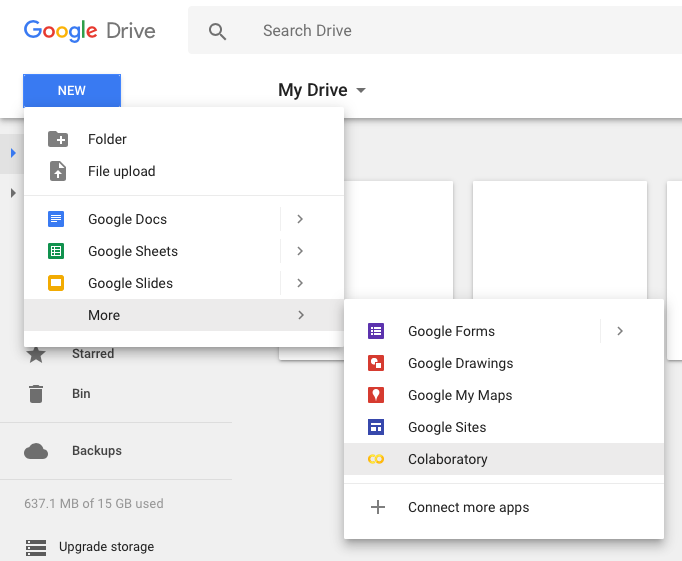 Google Drive
Search Drive
NEW
My Drive
Folder
File upload
Google Docs
Google Sheets
Google Slides
More
Google Forms
Google Drawings
Google My Maps
Google Sites
Colaboratory
Connect more apps
Starred
Bin
Backups
637.1 MB of 15 GB used
Upgrade storage